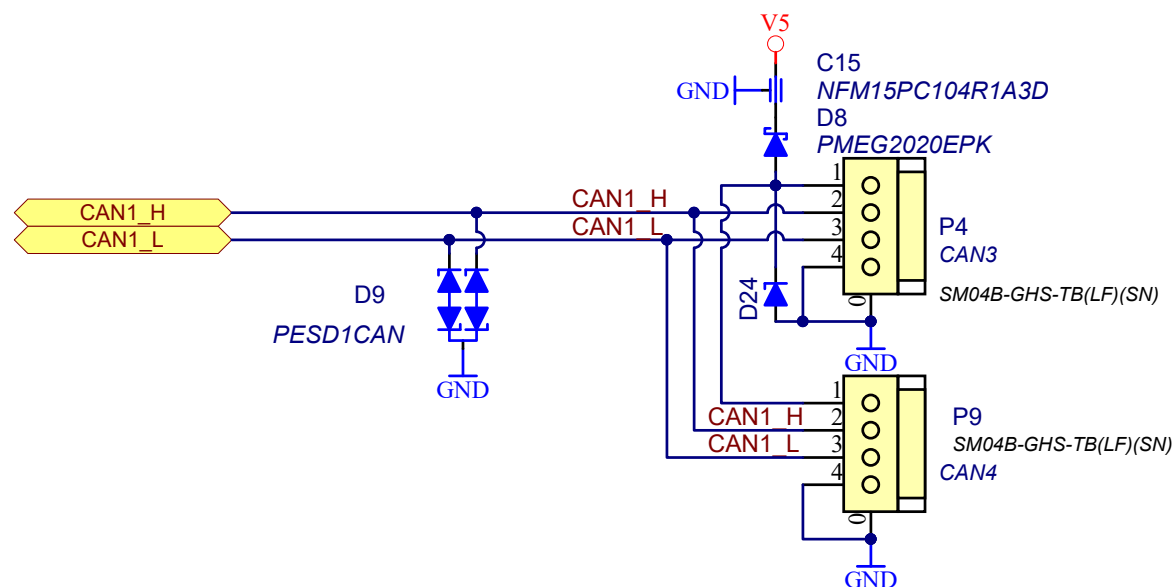 V5
C15
GND
NFM15PC104R1A3D
D8
PMEG2020EPK
1
CAN1_H
CAN1_H
2
CAN1_L
CAN1_L
3
P4
4
CAN3
D9
D24
0
SM04B-GHS-TB(LF)(SN)
PESD1CAN
GND
GND
1
CAN1_H
2
P9
CAN1_L
3
SM04B-GHS-TB(LF)(SN)
4
CAN4
0
GND